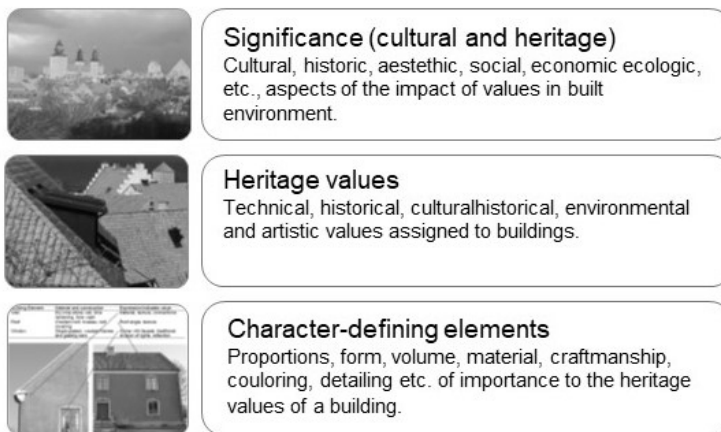 Significance (cultural and heritage)
Cultural, historic, aestethic, social, economic ecologic,
etc., aspects of the impact of values in built
environment.
Heritage values
Technical, historical, culturalhistorical, environmental
and artistic values assigned to buildings.
Character-defining elements
Proportions, form, volume, material, craftmanship,
couloring, detailing etc. of importance to the heritage
values of a building.